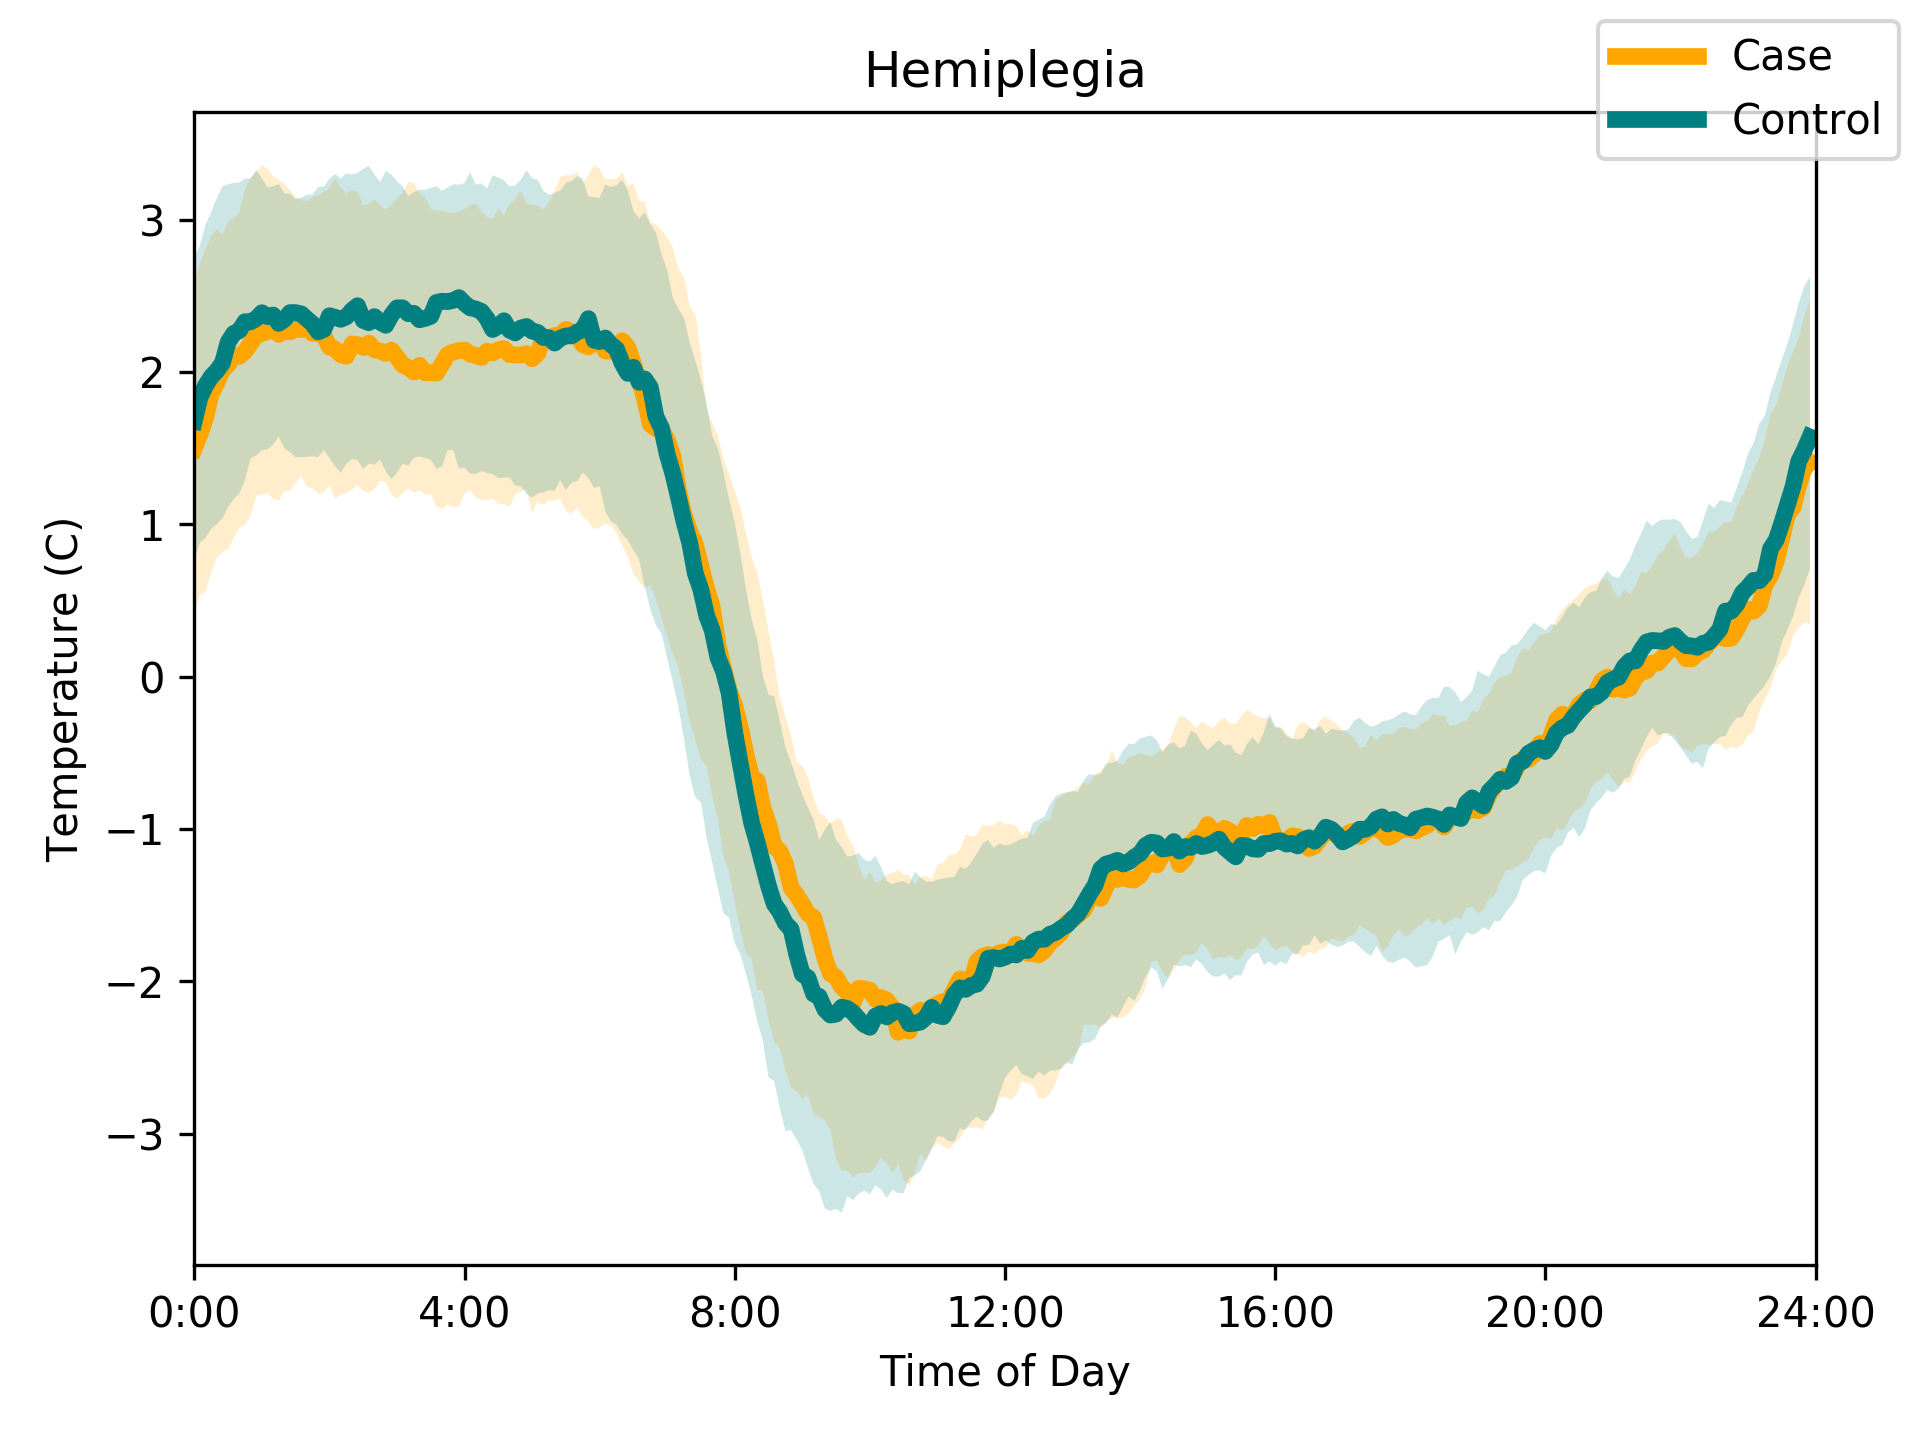 Hemiplegia
Case
Control
Temperature (C)
3
2
1
0
−1
−2
−3
0:00 4:00 8:00 12:00 16:00 20:00 24:00
Time of Day